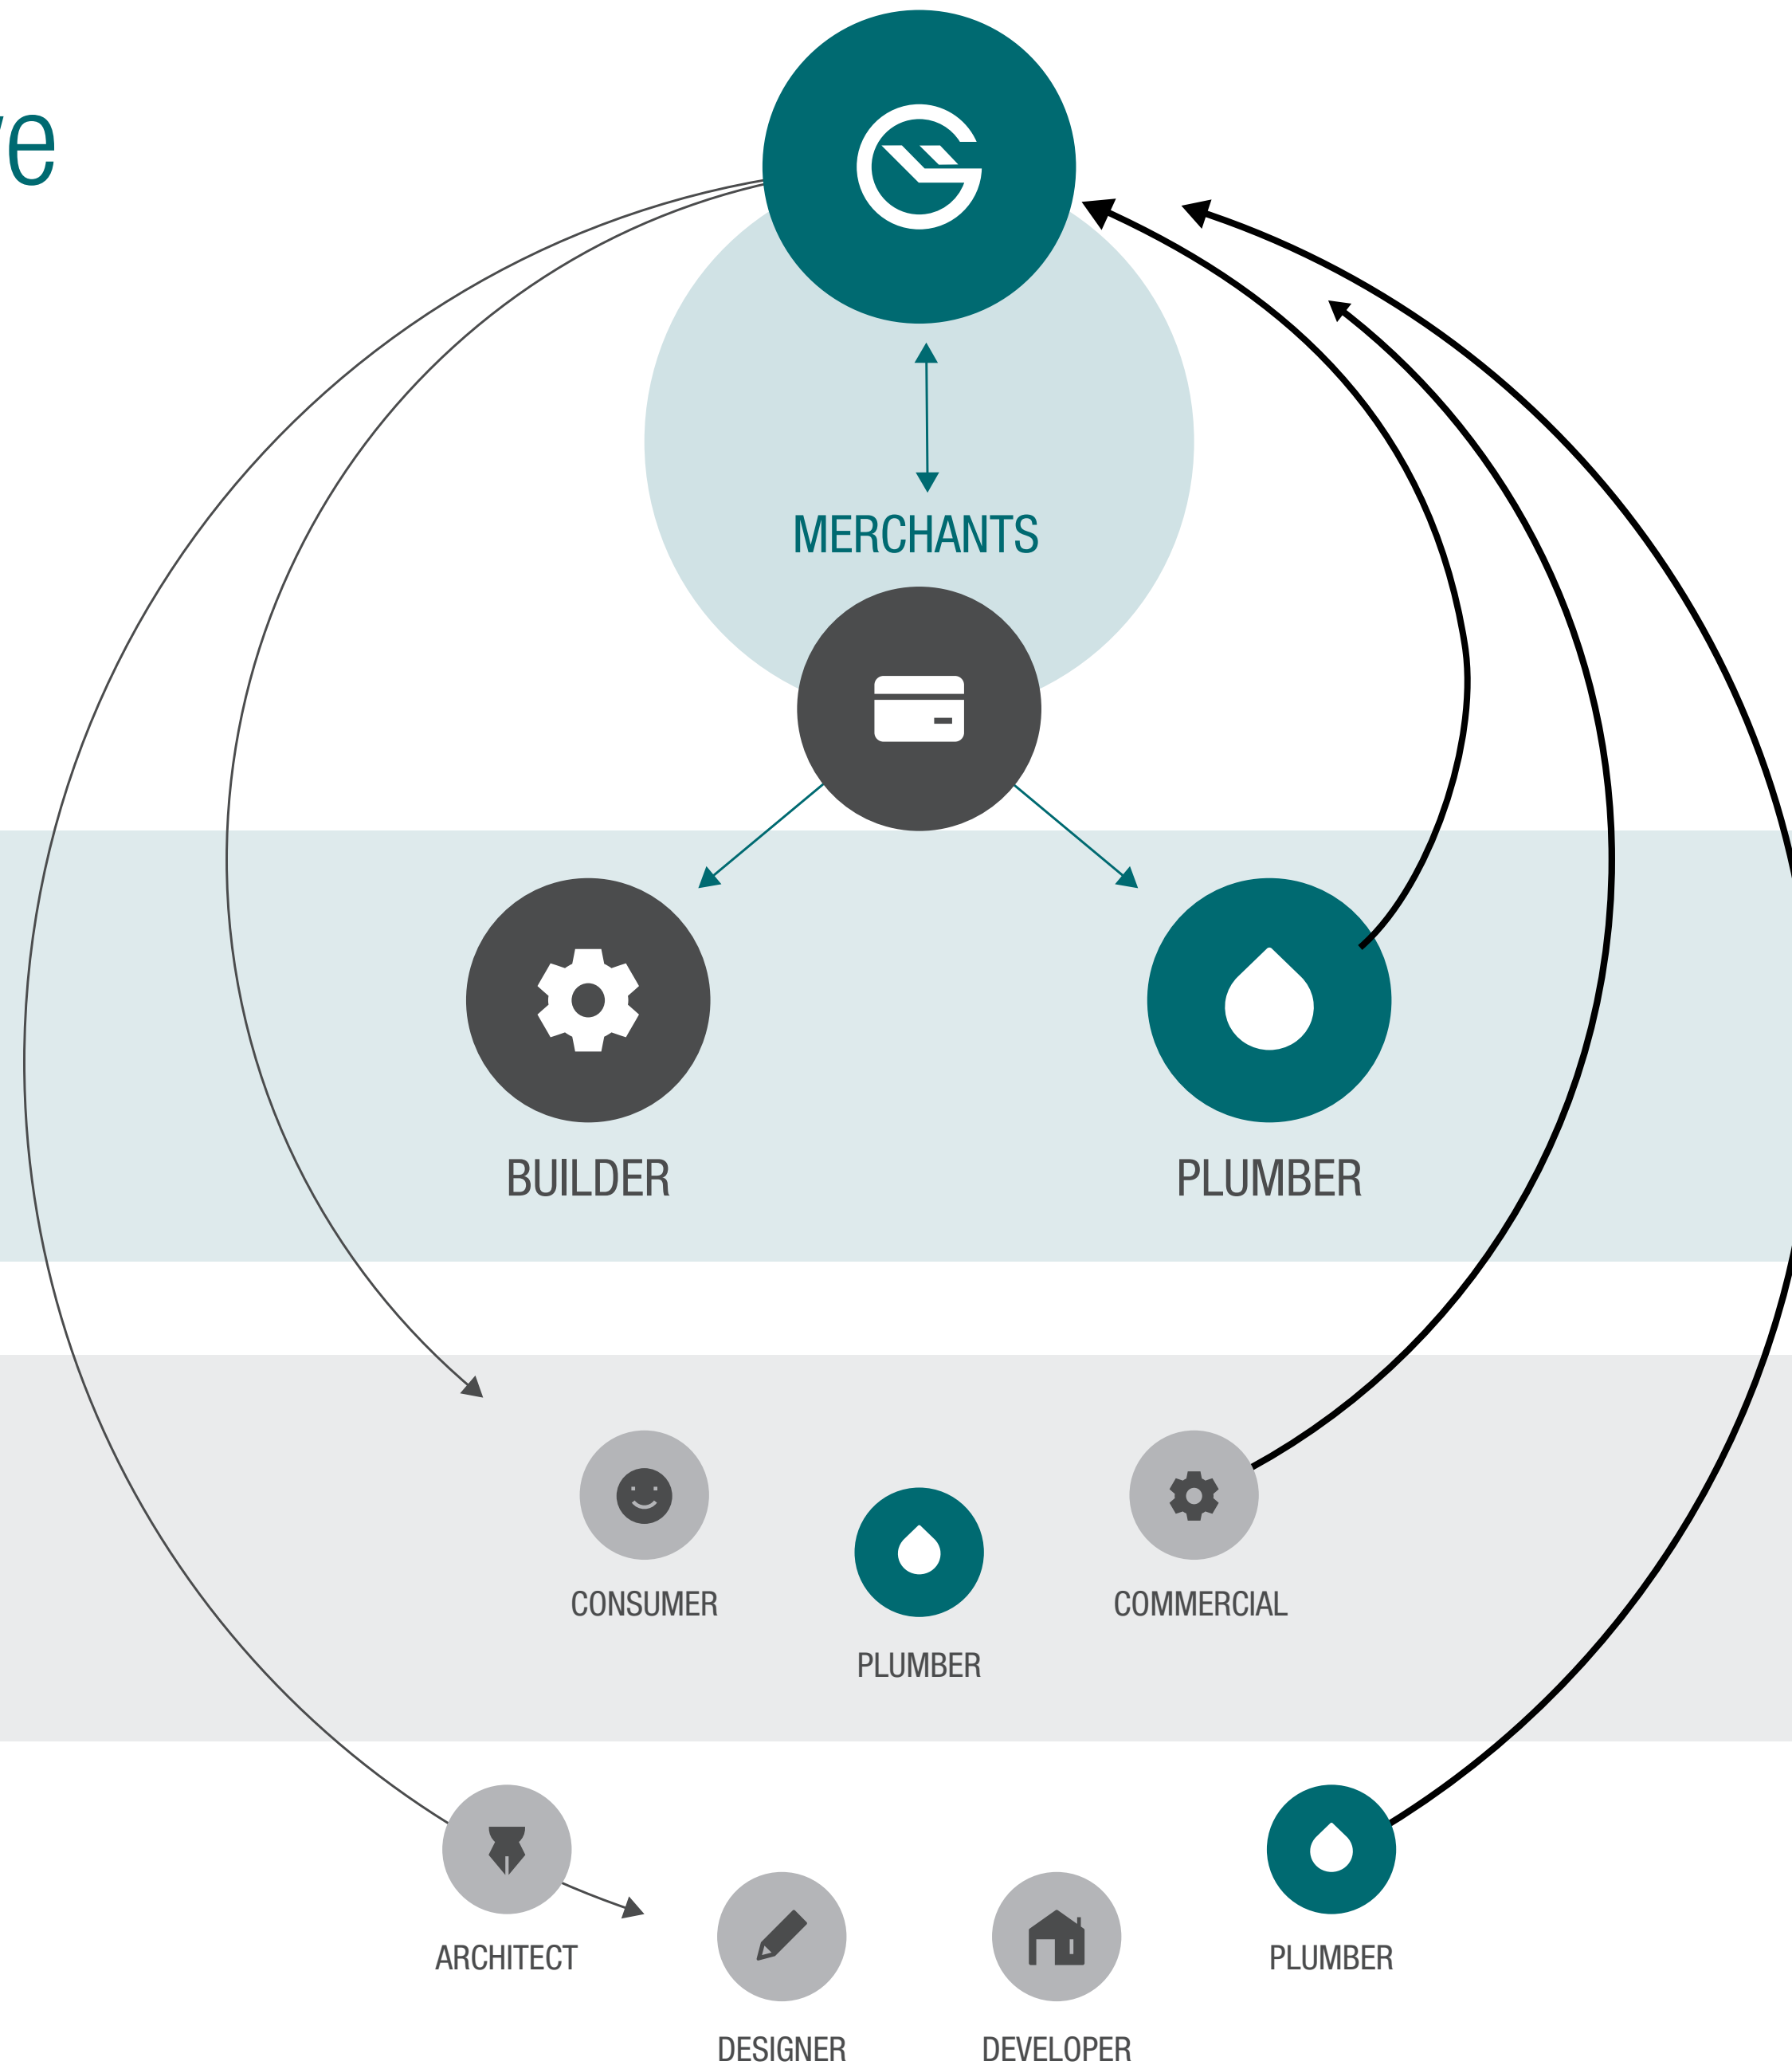 MERCHANTS
BUILDER
PLUMBER
CONSUMER
COMMERCIAL
PLUMBER
ARCHITECT
PLUMBER
DESIGNER
DEVELOPER